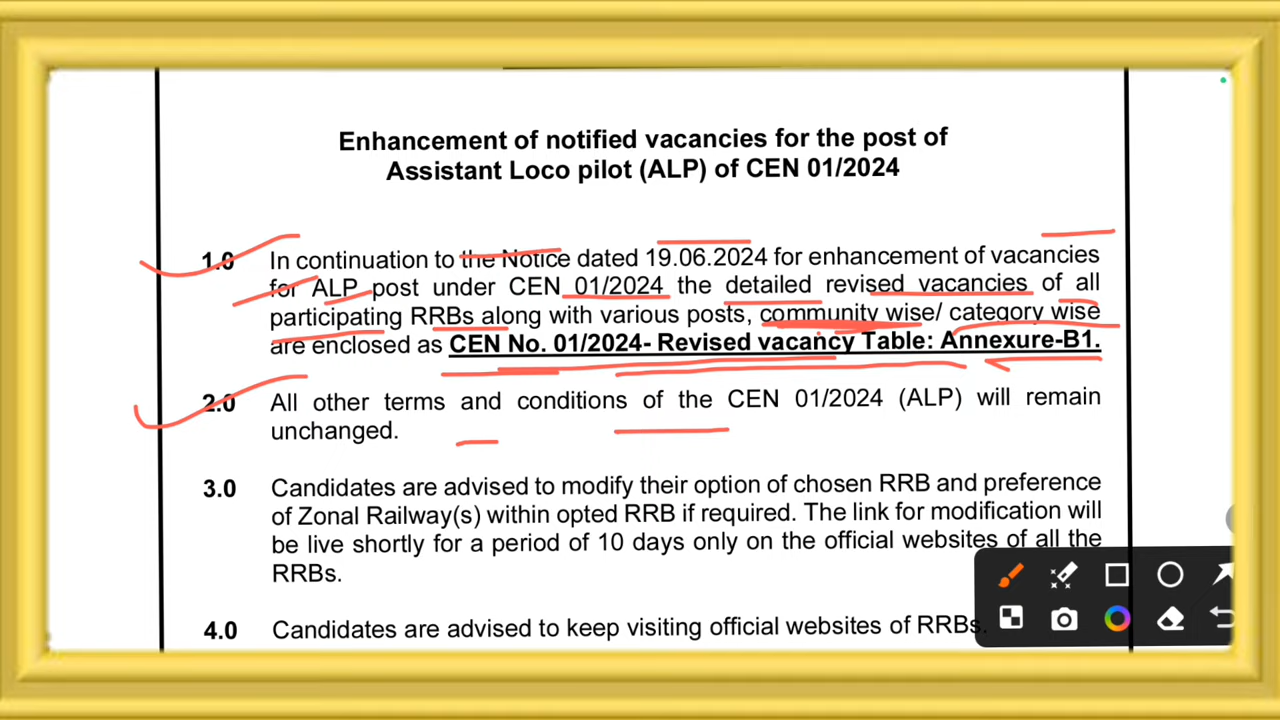 Enhancement of notified vacancies for the post of
Assistant Loco pilot (ALP) of CEN 01/2024
1.0 In continuation to the Notice dated 19.06.2024 for enhancement of vacancies
for ALP post under CEN 01/2024 the detailed revised vacancies of all
participating RRBs along with various posts, community wise/ category wise
are enclosed as CEN No. 01/2024- Revised vacancy Table: Annexure-B1.
2.0 All other terms and conditions of the CEN 01/2024 (ALP) will remain
unchanged.
3.0 Candidates are advised to modify their option of chosen RRB and preference
of Zonal Railway(s) within opted RRB if required. The link for modification will
be live shortly for a period of 10 days only on the official websites of all the
RRBs.
4.0 Candidates are advised to keep visiting official websites of RRBs.